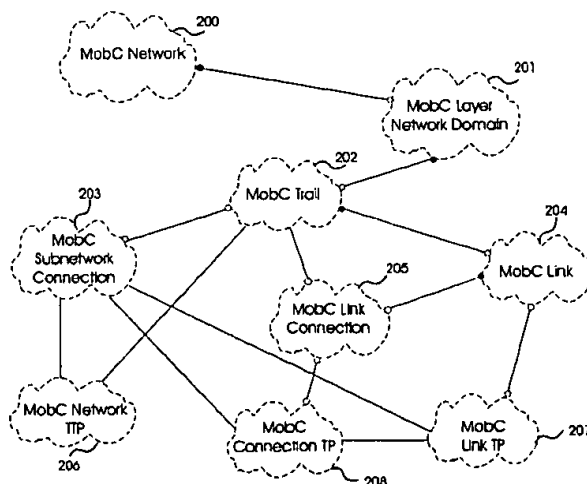 200
MobC Network
201
MobC Layer
Network Domain
202
MobC Trail
203
MobC
Subnetwork
Connection
204
MobC Link
205
MobC Link
Connection
MobC Network
TTP
206
MobC
Connection TP
208
MobC
Link TP
207